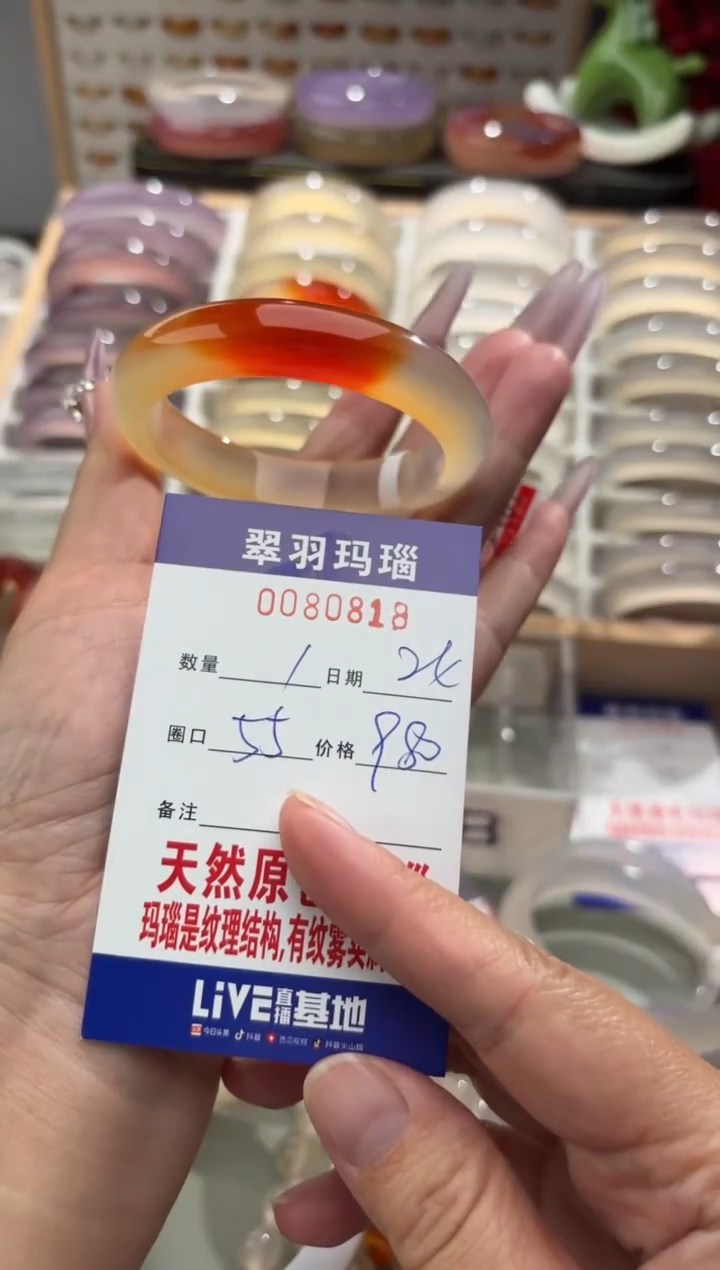 翠羽玛瑙
0080818
数量 1 日期 24
圈口 55 价格 980
备注
天然原
玛瑙是纹理结构,有纹雾
LiVE直播基地
今日头条 抖音 西瓜视频 抖音火山版